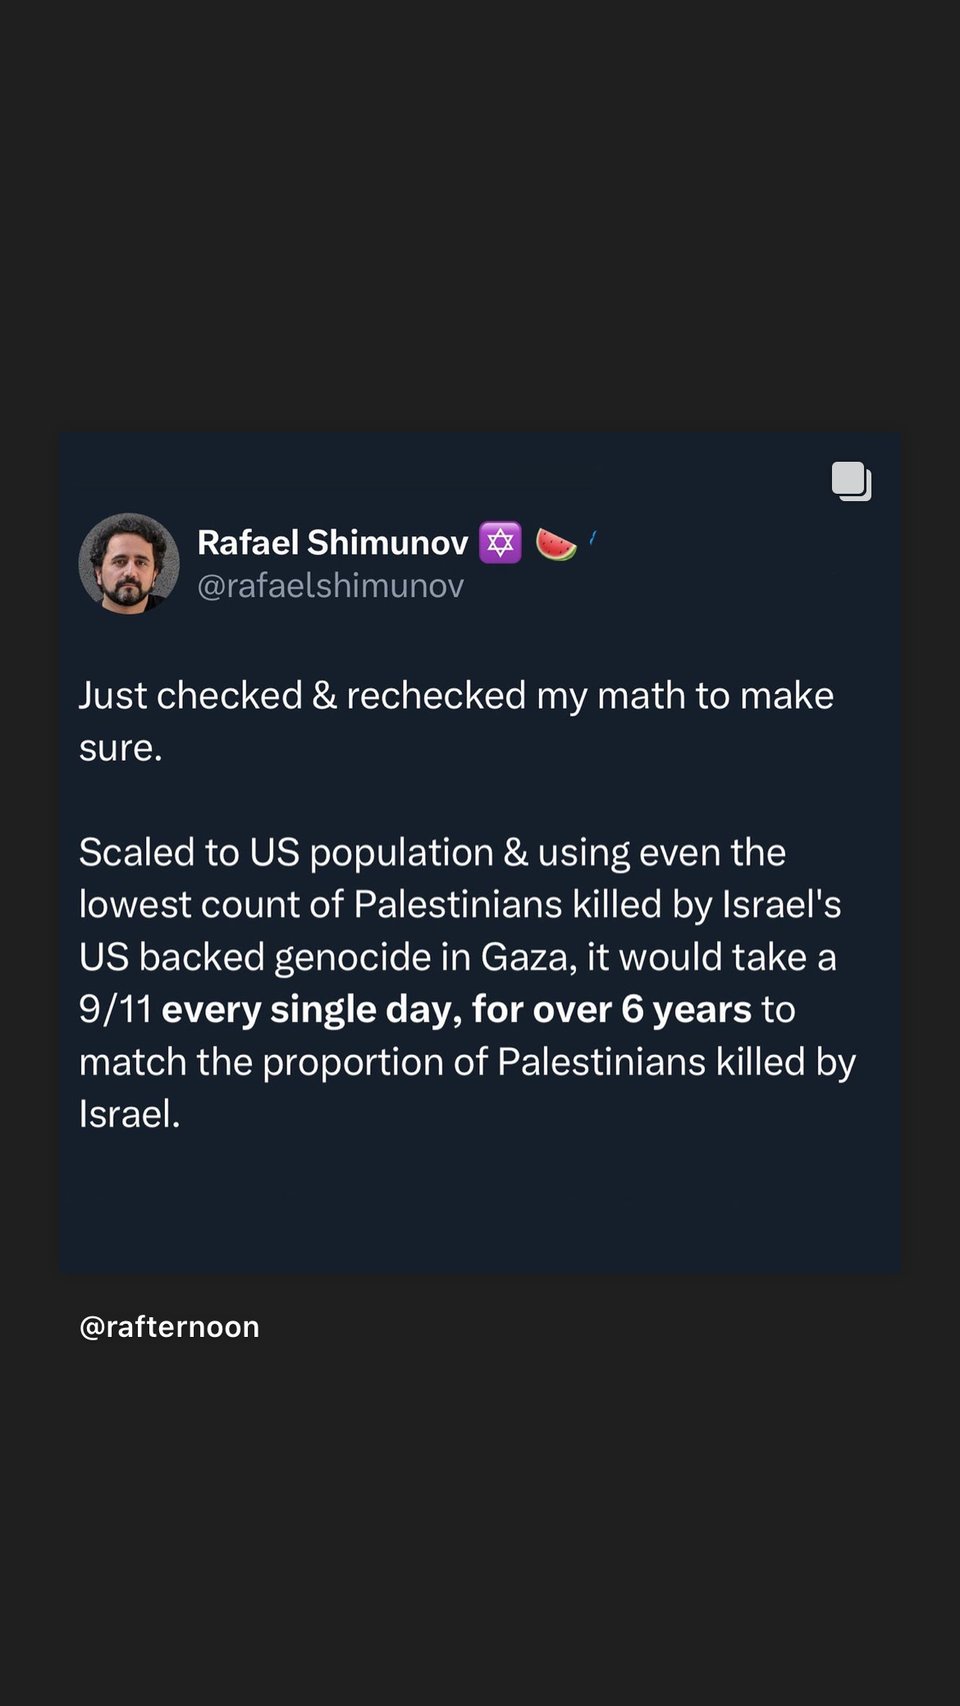 Rafael Shimunov ✡️ 🍉
@rafaelshimunov
Just checked & rechecked my math to make
sure.
Scaled to US population & using even the
lowest count of Palestinians killed by Israel's
US backed genocide in Gaza, it would take a
9/11 every single day, for over 6 years to
match the proportion of Palestinians killed by
Israel.
@rafternoon